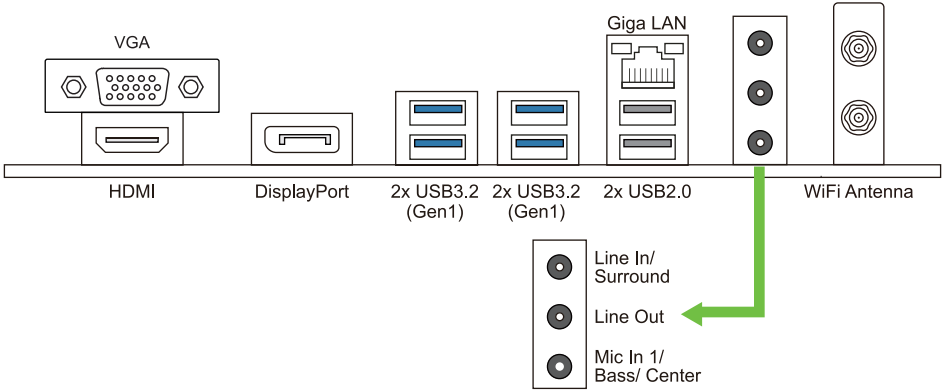 Giga LAN
VGA
HDMI
DisplayPort
2x USB3.2
(Gen1)
2x USB3.2
(Gen1)
2x USB2.0
WiFi Antenna
Line In/
Surround
Line Out
Mic In 1/
Bass/ Center